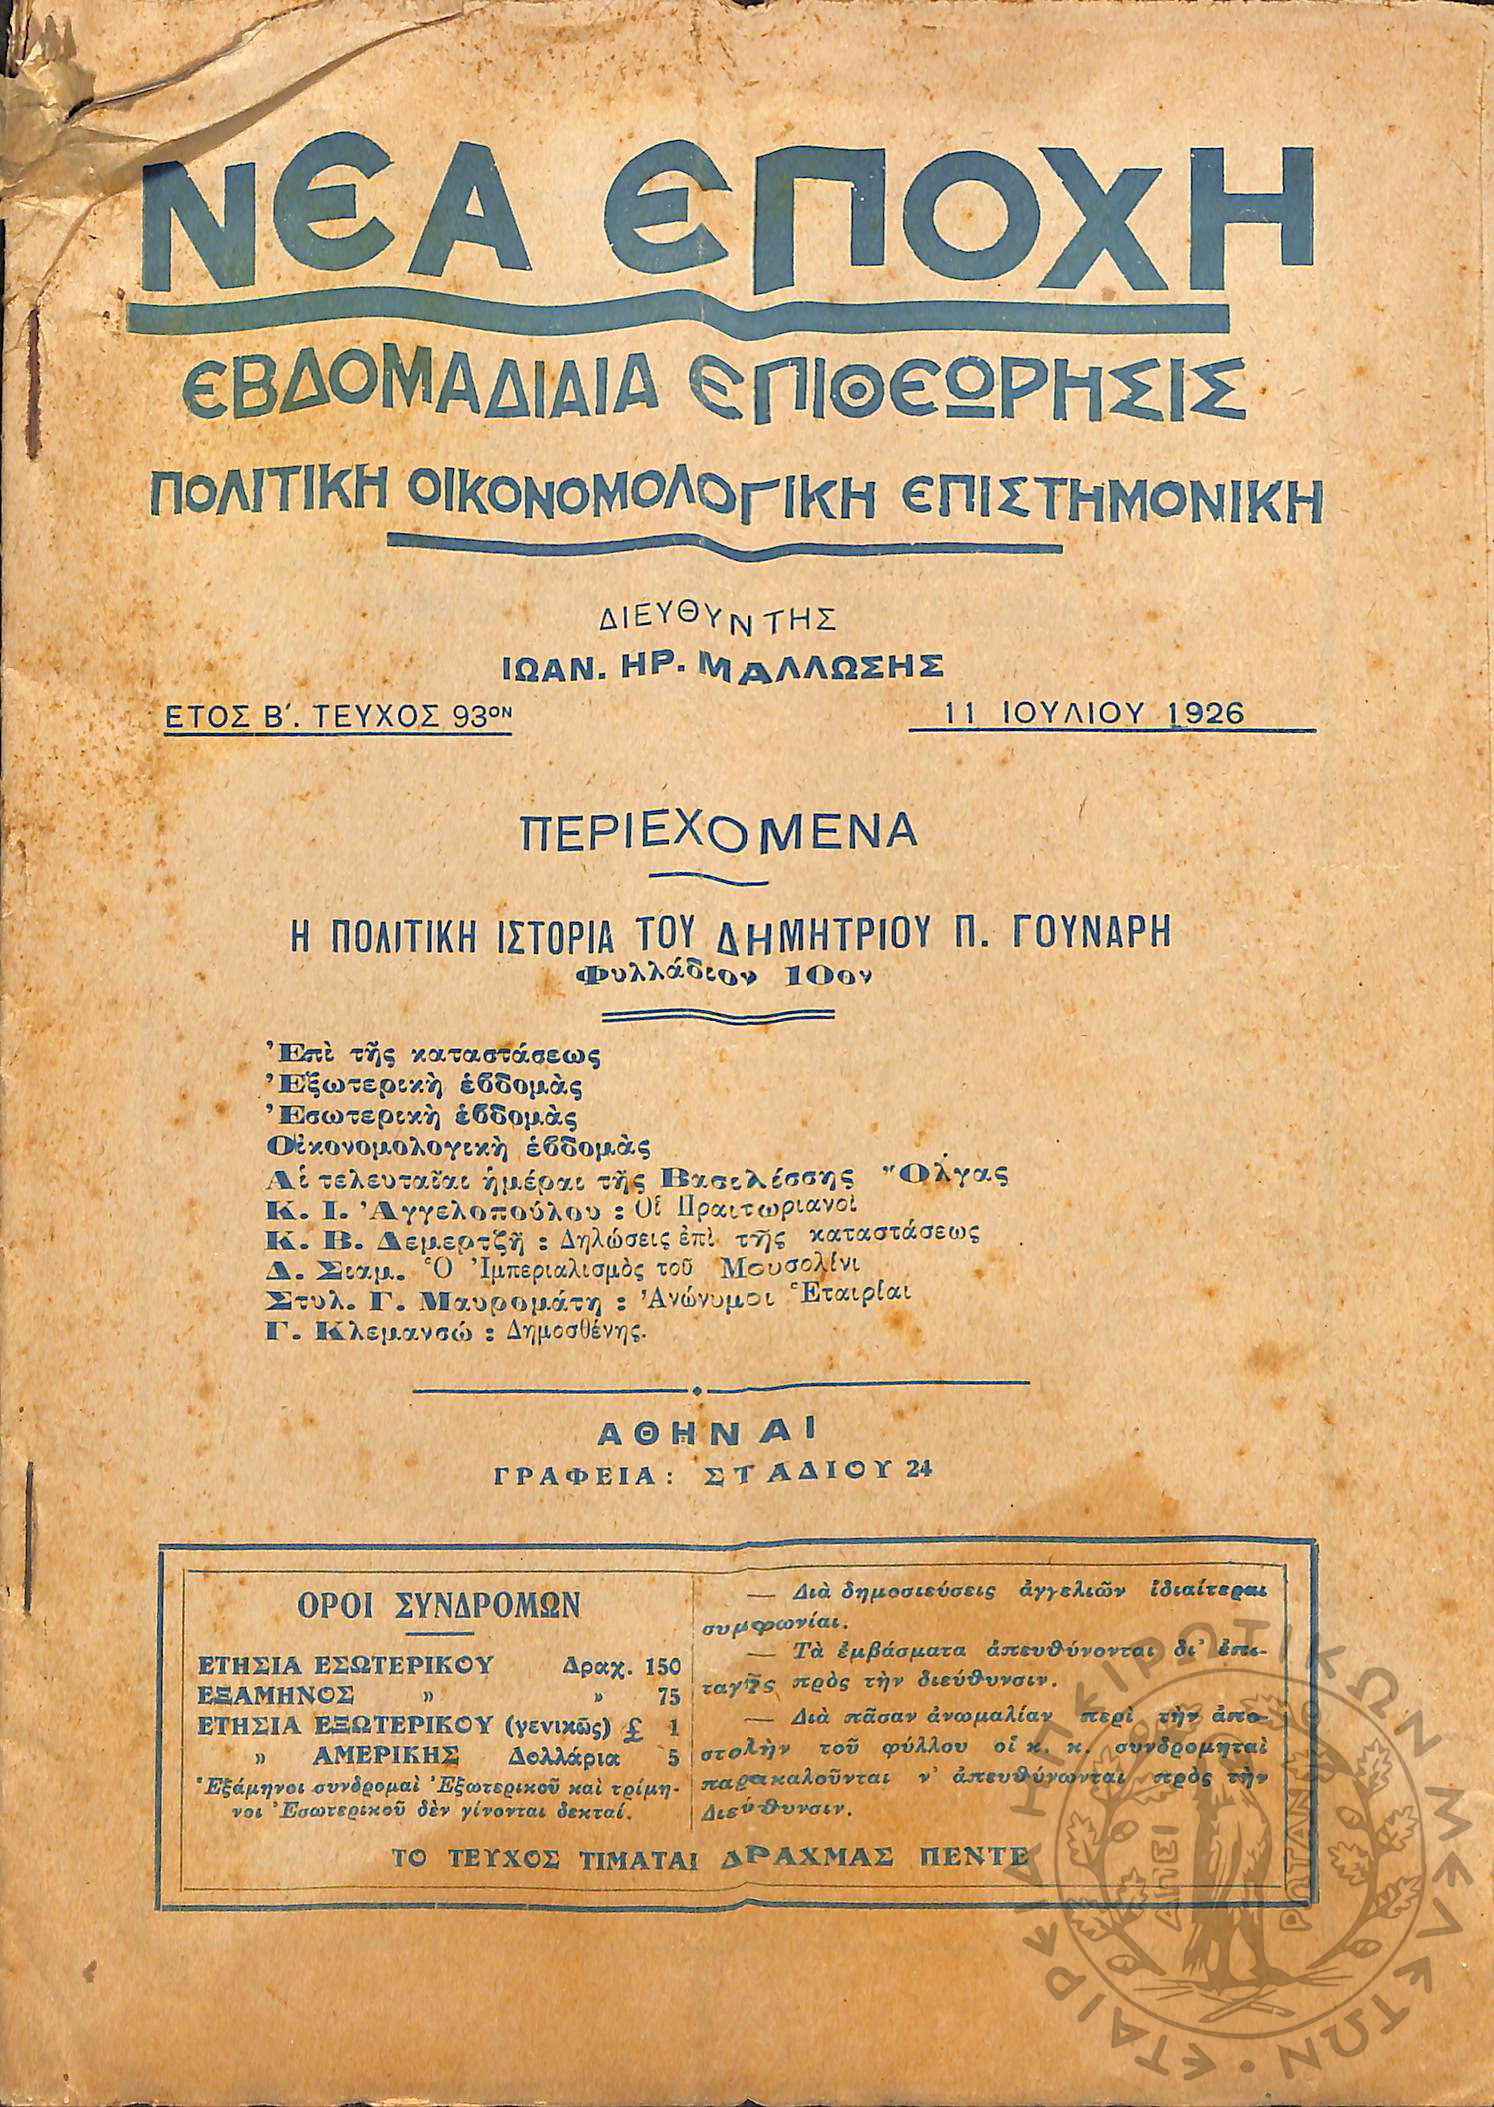 ΝΕΑ ΕΠΟΧΗ
ΕΒΔΟΜΑΔΙΑΙΑ ΕΠΙΘΕΩΡΗΣΙΣ
ΠΟΛΙΤΙΚΗ ΟΙΚΟΝΟΜΟΛΟΓΙΚΗ ΕΠΙΣΤΗΜΟΝΙΚΗ
ΔΙΕΥΘΥΝΤΗΣ
ΙΩΑΝ. ΗΡ. ΜΑΛΛΩΣΗΣ
ΕΤΟΣ Β΄. ΤΕΥΧΟΣ 93ΟΝ
11 ΙΟΥΛΙΟΥ 1926
ΠΕΡΙΕΧΟΜΕΝΑ
Η ΠΟΛΙΤΙΚΗ ΙΣΤΟΡΙΑ ΤΟΥ ΔΗΜΗΤΡΙΟΥ Π. ΓΟΥΝΑΡΗ
Φυλλάδιον 10ον
Ἐπὶ τῆς καταστάσεως
Ἐξωτερικὴ ἑβδομὰς
Ἐσωτερικὴ ἑβδομὰς
Οἰκονομολογικὴ ἑβδομὰς
Αἱ τελευταῖαι ἡμέραι τῆς Βασιλίσσης Ὄλγας
Κ. Ι. Ἀγγελοπούλου : Οἱ Πραιτωριανοὶ
Κ. Β. Δεμερτζῆ : Δηλώσεις ἐπὶ τῆς καταστάσεως
Δ. Σιαμ. Ὁ Ἰμπεριαλισμὸς τοῦ Μουσολίνι
Στυλ. Γ. Μαυρομάτη : Ἀνώνυμοι Ἑταιρίαι
Γ. Κλεμανσώ : Δημοσθένης.
ΑΘΗΝΑΙ
ΓΡΑΦΕΙΑ: ΣΤΑΔΙΟΥ 24
ΟΡΟΙ ΣΥΝΔΡΟΜΩΝ
ΕΤΗΣΙΑ ΕΣΩΤΕΡΙΚΟΥ Δραχ. 150
ΕΞΑΜΗΝΟΣ » » 75
ΕΤΗΣΙΑ ΕΞΩΤΕΡΙΚΟΥ (γενικῶς) £ 1
» ΑΜΕΡΙΚΗΣ Δολλάρια 5
Ἑξάμηνοι συνδρομαὶ Ἐξωτερικοῦ καὶ τρίμη-
νοι Ἐσωτερικοῦ δὲν γίνονται δεκταί.
— Διὰ δημοσιεύσεις ἀγγελιῶν ἰδιαίτεραι
συμφωνίαι.
— Τὰ ἐμβάσματα ἀπευθύνονται δι' ἐπι-
ταγῆς πρὸς τὴν διεύθυνσιν.
— Διὰ πᾶσαν ἀνωμαλίαν περὶ τὴν ἀπο-
στολὴν τοῦ φύλλου οἱ κ. κ. συνδρομηταὶ
παρακαλοῦνται ν' ἀπευθύνωνται πρὸς τὴν
Διεύθυνσιν.
ΤΟ ΤΕΥΧΟΣ ΤΙΜΑΤΑΙ ΔΡΑΧΜΑΣ ΠΕΝΤΕ
ΕΤΑΙΡΕΙΑ ΗΠΕΙΡΩΤΙΚΩΝ ΜΕΛΕΤΩΝ
ΑΠΕΙ ΡΩΤΑΝ